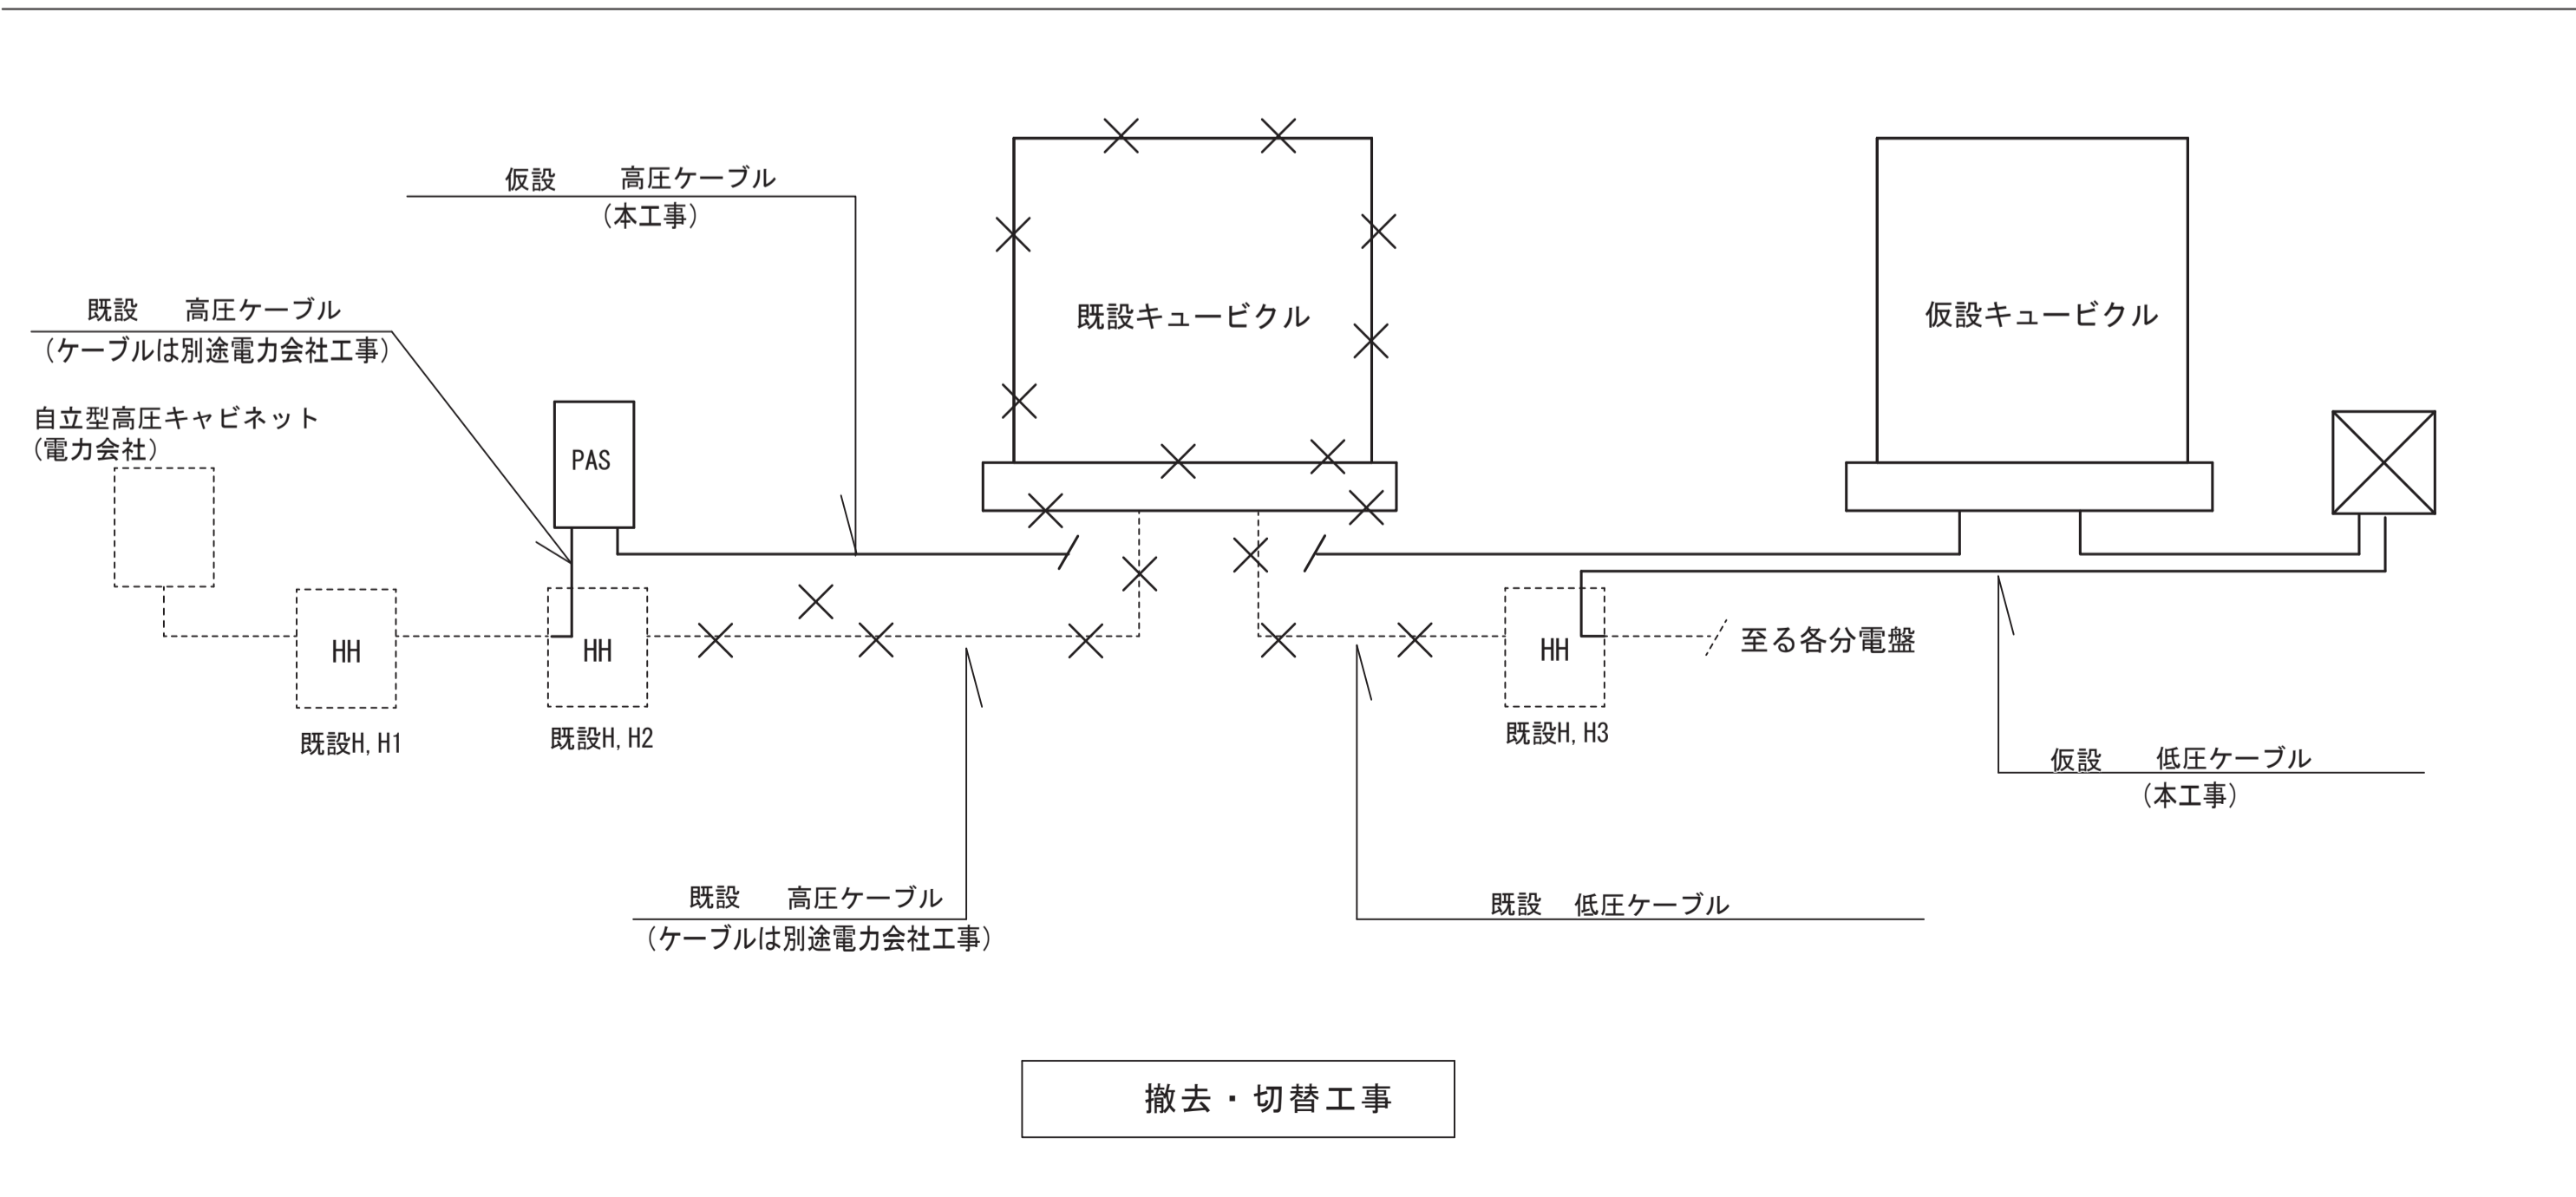 仮設 高圧ケーブル
（本工事）
既設 高圧ケーブル
（ケーブルは別途電力会社工事）
自立型高圧キャビネット
（電力会社）
PAS
既設キュービクル
仮設キュービクル
HH
HH
HH
至る各分電盤
既設H,H1
既設H,H2
既設H,H3
仮設 低圧ケーブル
（本工事）
既設 高圧ケーブル
（ケーブルは別途電力会社工事）
既設 低圧ケーブル
撤去・切替工事